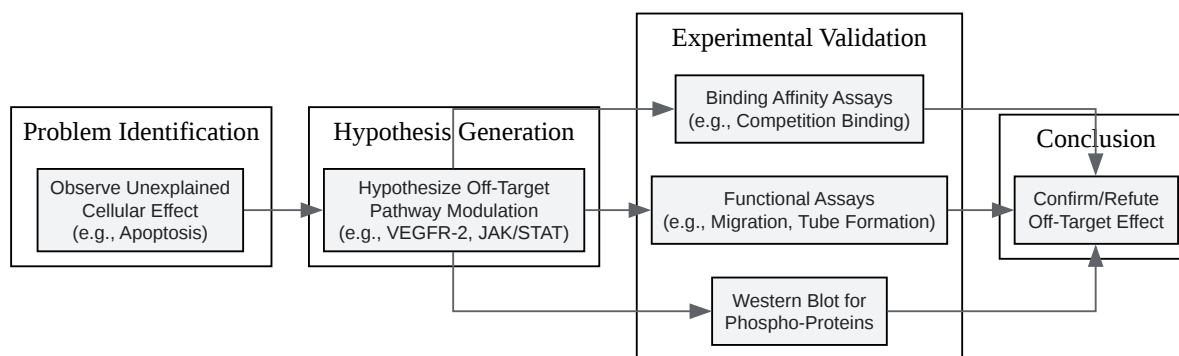 Problem Identification
Observe Unexplained
Cellular Effect
(e.g., Apoptosis)
Hypothesis Generation
Hypothesize Off-Target
Pathway Modulation
(e.g., VEGFR-2, JAK/STAT)
Experimental Validation
Binding Affinity Assays
(e.g., Competition Binding)
Functional Assays
(e.g., Migration, Tube Formation)
Western Blot for
Phospho-Proteins
Conclusion
Confirm/Refute
Off-Target Effect